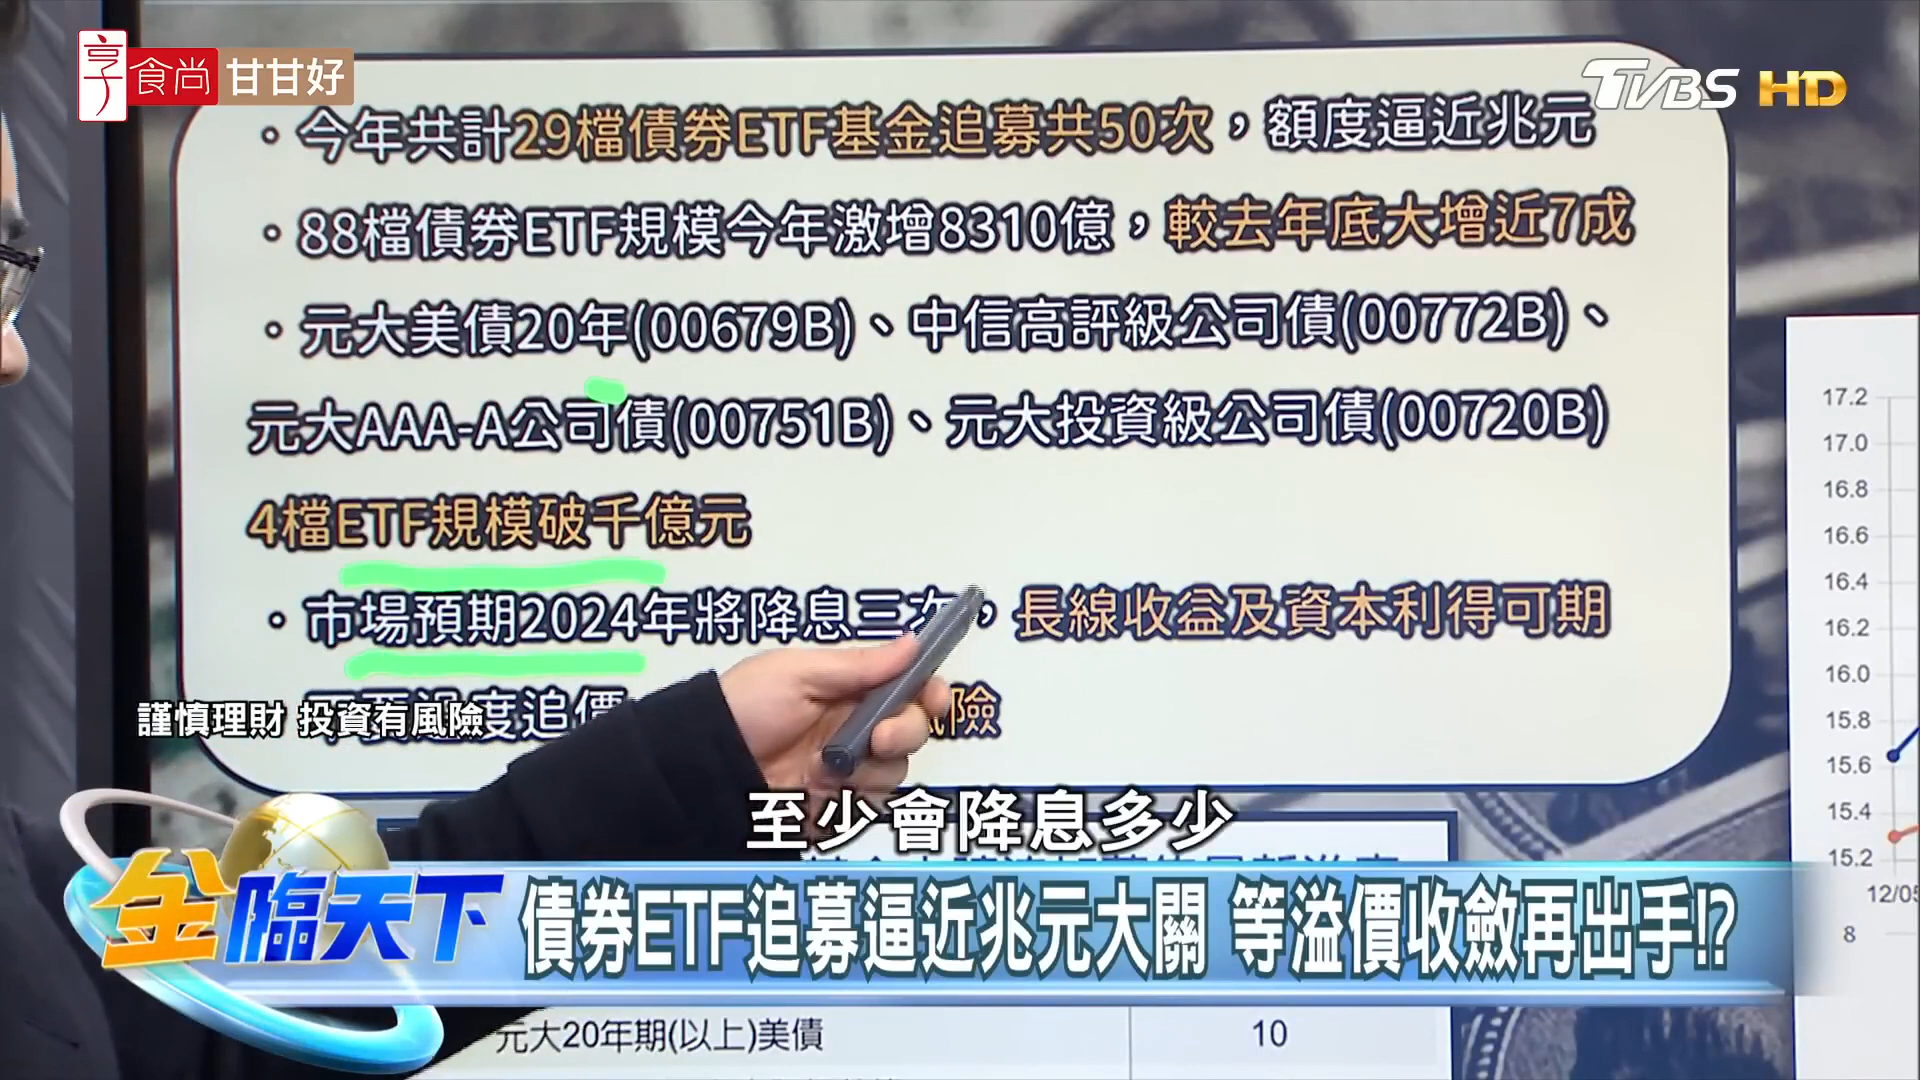 享
食尚 甘甘好
TVBS HD
・今年共計29檔債券ETF基金追募共50次，額度逼近兆元
・88檔債券ETF規模今年激增8310億，較去年底大增近7成
・元大美債20年(00679B)、中信高評級公司債(00772B)、
元大AAA-A公司債(00751B)、元大投資級公司債(00720B)
4檔ETF規模破千億元
・市場預期2024年將降息三次，長線收益及資本利得可期
度追價
險
謹慎理財 投資有風險
17.2
17.0
16.8
16.6
16.4
16.2
16.0
15.8
15.6
15.4
15.2
12/05
8
至少會降息多少
金臨天下
債券ETF追募逼近兆元大關 等溢價收斂再出手!?
元大20年期(以上)美債 10